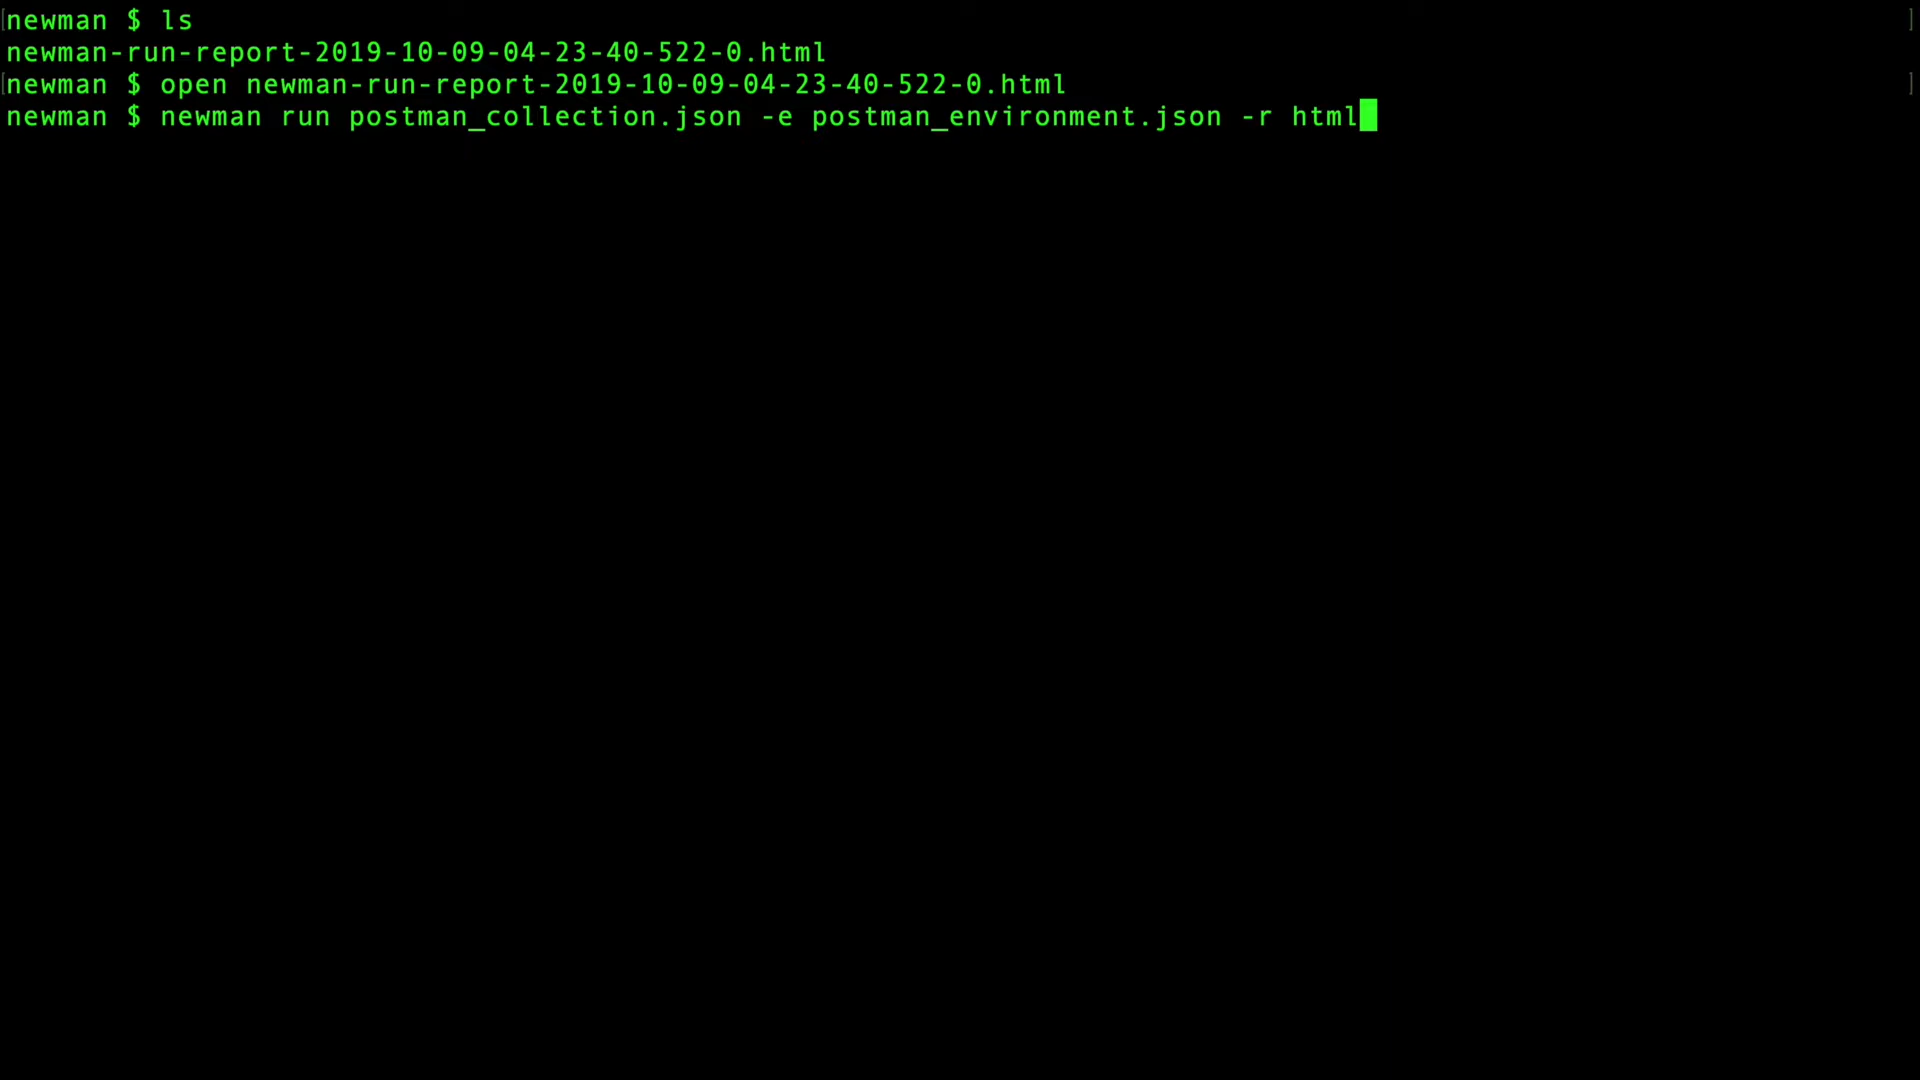 [newman $ ls ]
newman-run-report-2019-10-09-04-23-40-522-0.html
[newman $ open newman-run-report-2019-10-09-04-23-40-522-0.html ]
newman $ newman run postman_collection.json -e postman_environment.json -r html